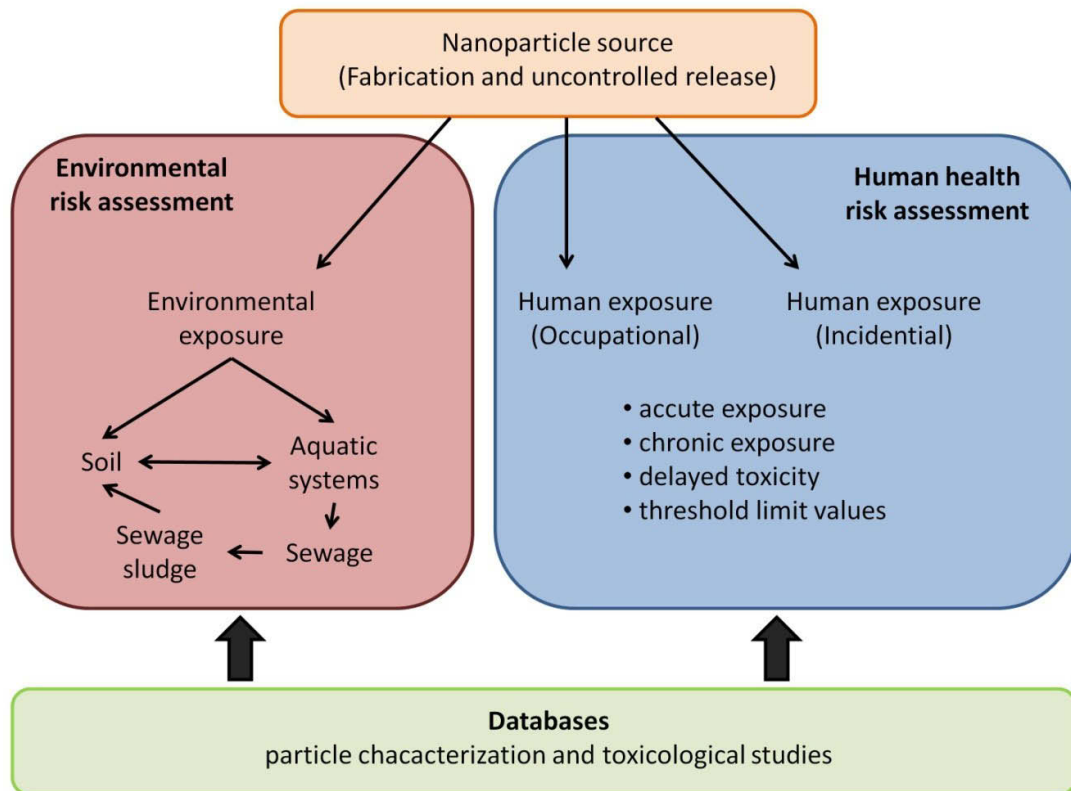 Nanoparticle source
(Fabrication and uncontrolled release)
Environmental
risk assessment
Environmental
exposure
Soil
Aquatic
systems
Sewage
sludge
Sewage
Human health
risk assessment
Human exposure
(Occupational)
Human exposure
(Incidential)
• accute exposure
• chronic exposure
• delayed toxicity
• threshold limit values
Databases
particle chacacterization and toxicological studies